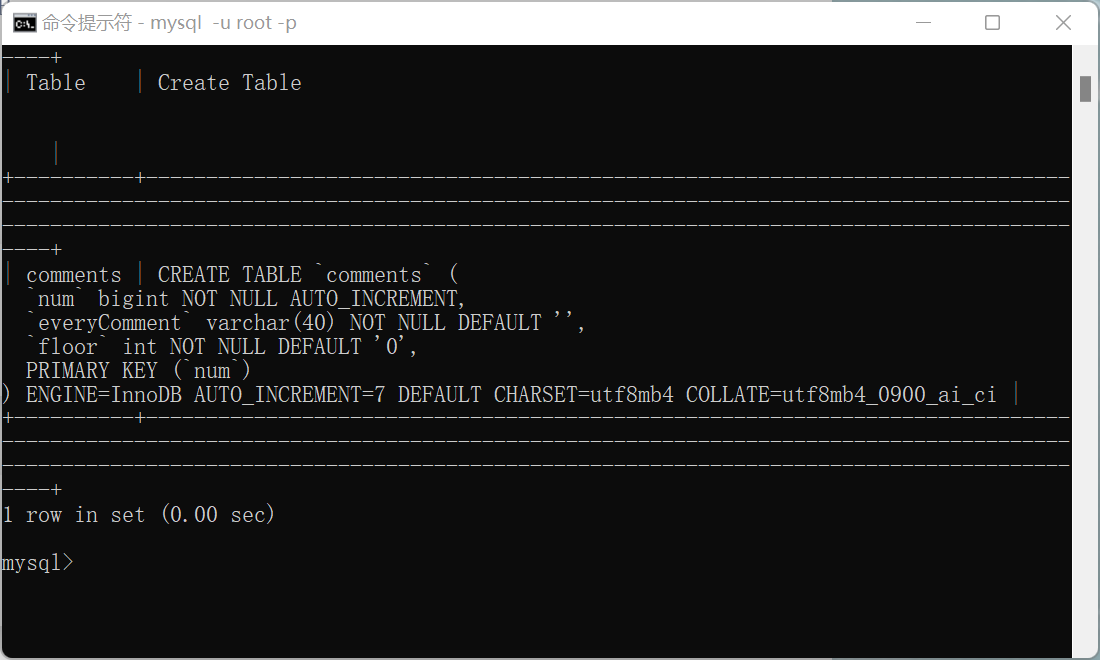 命令提示符 - mysql  -u root -p
----+
| Table    | Create Table
    |
+----------+-----------------------------------------------------------------------------
-----------------------------------------------------------------------------------------
-----------------------------------------------------------------------------------------
----+
| comments | CREATE TABLE `comments` (
  `num` bigint NOT NULL AUTO_INCREMENT,
  `everyComment` varchar(40) NOT NULL DEFAULT '',
  `floor` int NOT NULL DEFAULT '0',
  PRIMARY KEY (`num`)
) ENGINE=InnoDB AUTO_INCREMENT=7 DEFAULT CHARSET=utf8mb4 COLLATE=utf8mb4_0900_ai_ci |
+----------+-----------------------------------------------------------------------------
-----------------------------------------------------------------------------------------
-----------------------------------------------------------------------------------------
----+
1 row in set (0.00 sec)
mysql>